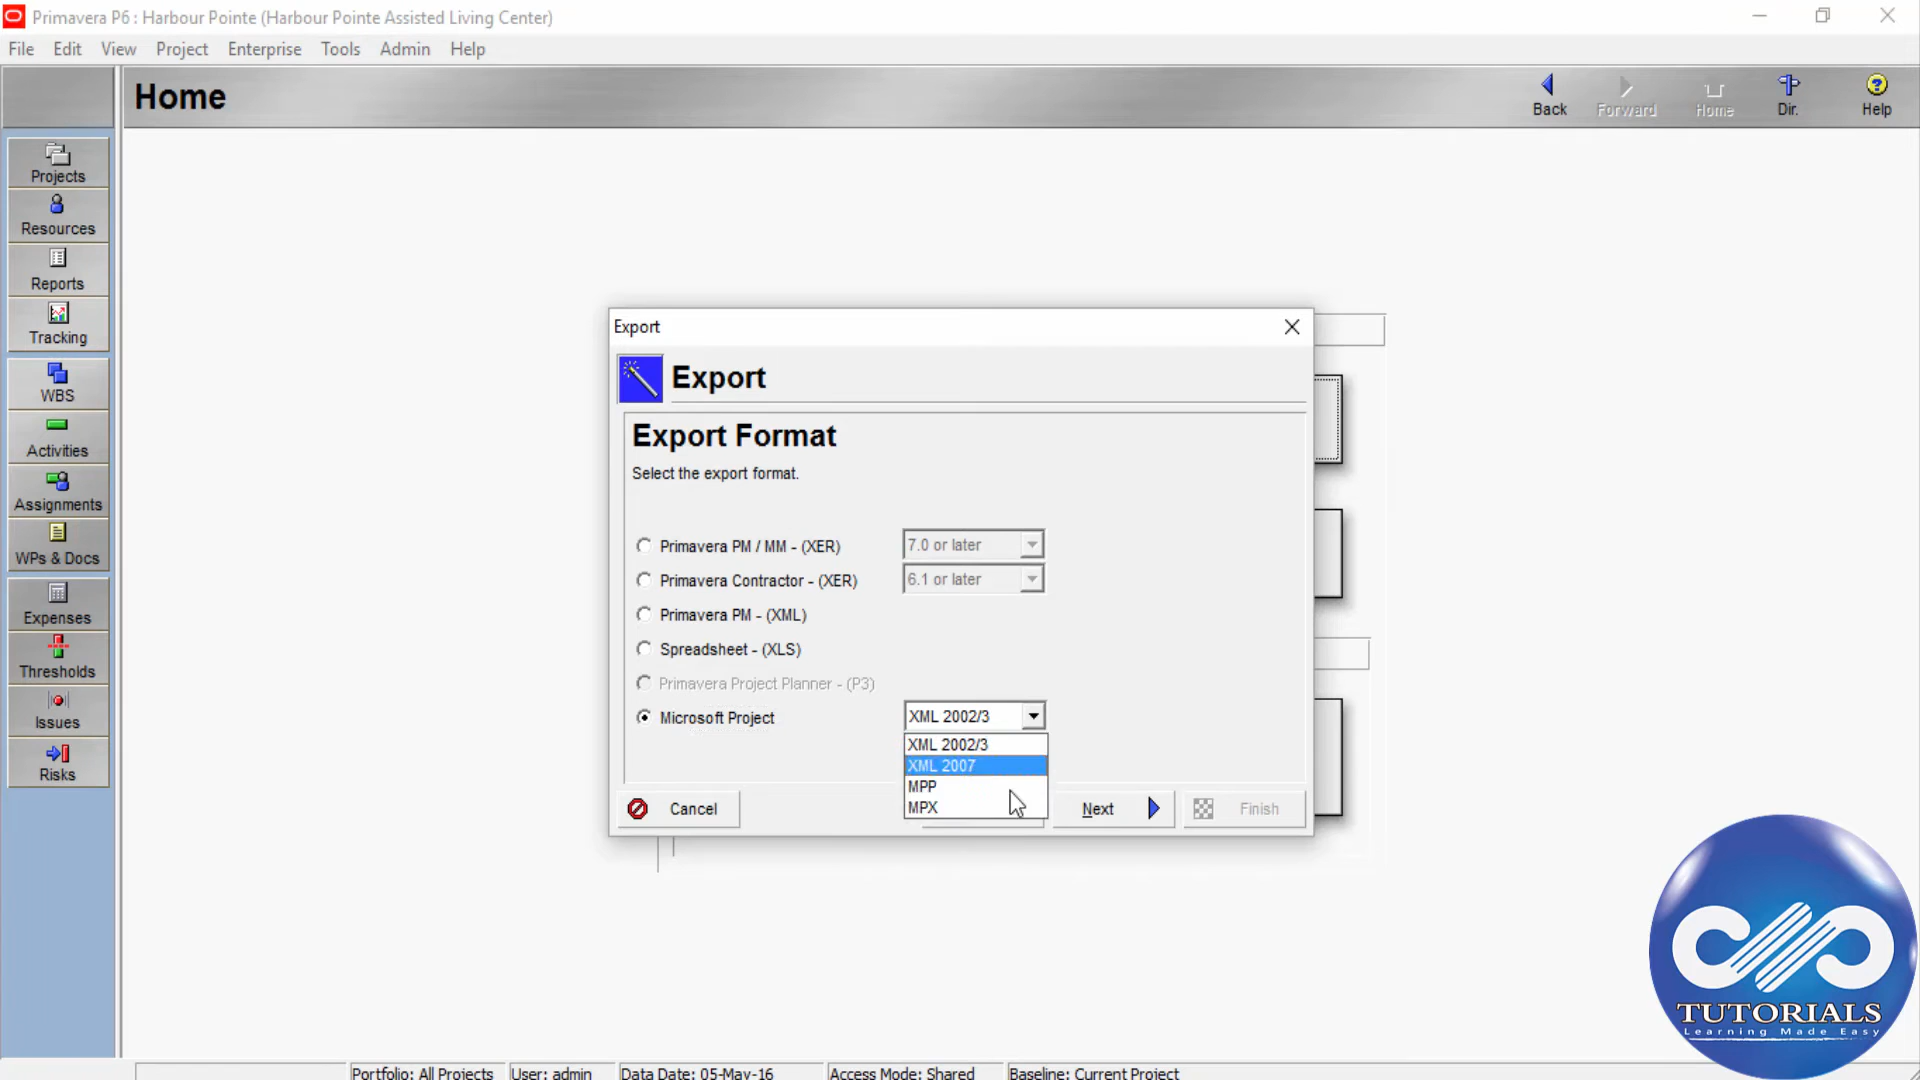 Primavera P6 : Harbour Pointe (Harbour Pointe Assisted Living Center)
File Edit View Project Enterprise Tools Admin Help
Home
Back Forward Home Dir. Help
Projects
Resources
Reports
Tracking
WBS
Activities
Assignments
WPs & Docs
Expenses
Thresholds
Issues
Risks
Export
Export
Export Format
Select the export format.
Primavera PM / MM - (XER) 7.0 or later
Primavera Contractor - (XER) 6.1 or later
Primavera PM - (XML)
Spreadsheet - (XLS)
Primavera Project Planner - (P3)
Microsoft Project XML 2002/3
XML 2002/3
XML 2007
MPP
MPX
Cancel Next Finish
TUTORIALS
Learning Made Easy
Portfolio: All Projects User: admin Data Date: 05-May-16 Access Mode: Shared Baseline: Current Project